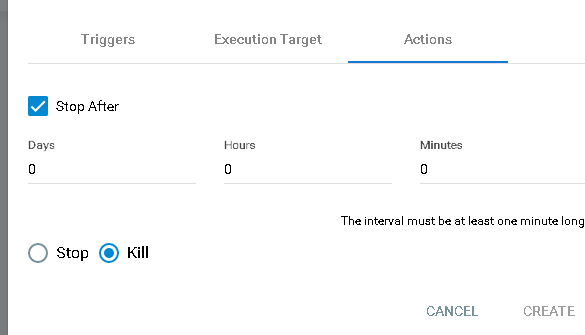 Triggers Execution Target Actions
Stop After
Days Hours Minutes
0 0 0
The interval must be at least one minute long
Stop Kill
CANCEL CREATE